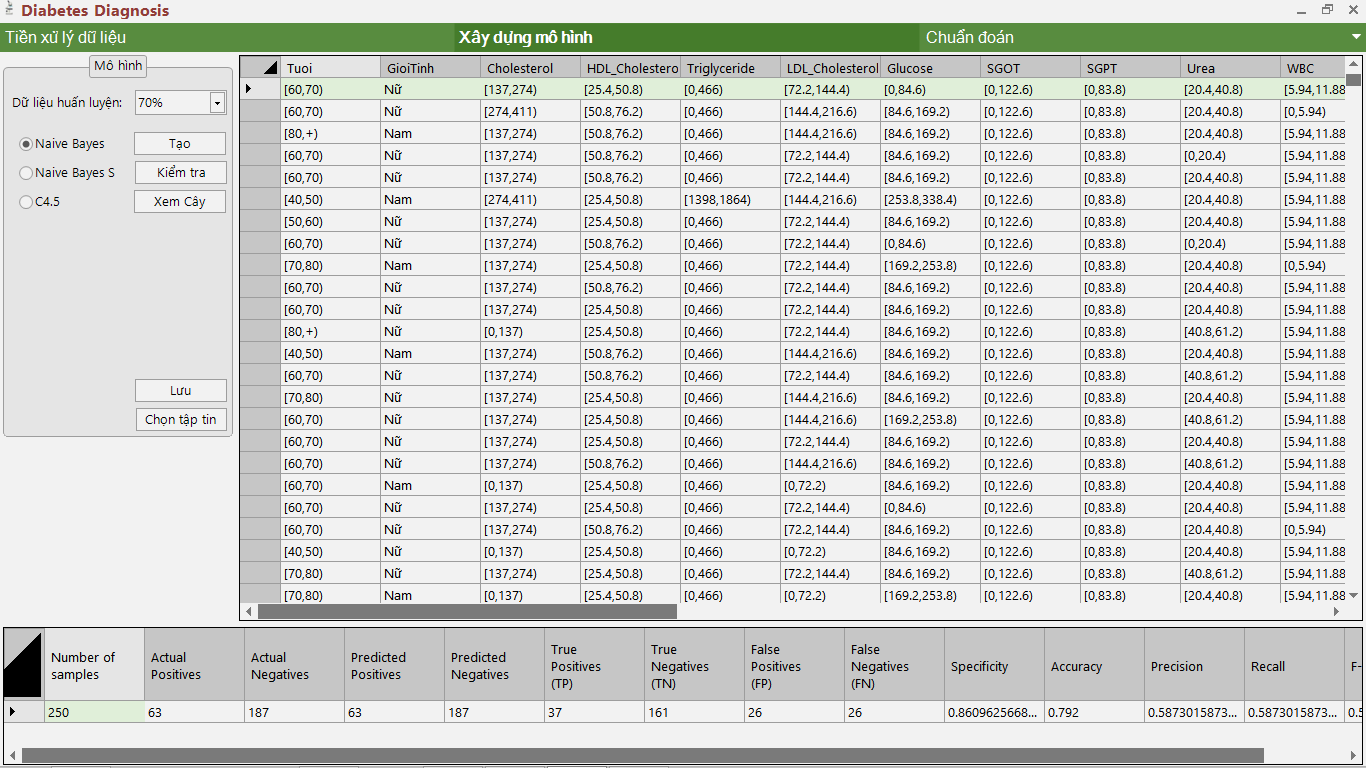 Diabetes Diagnosis
Tiền xử lý dữ liệu Xây dựng mô hình Chuẩn đoán
Mô hình
Dữ liệu huấn luyện: 70%
Naive Bayes Tạo
Naive Bayes S Kiểm tra
C4.5 Xem Cây
Lưu
Chọn tập tin
Tuoi GioiTinh Cholesterol HDL_Cholestero Triglyceride LDL_Cholesterol Glucose SGOT SGPT Urea WBC
[60,70) Nữ [137,274) [25.4,50.8) [0,466) [72.2,144.4) [0,84.6) [0,122.6) [0,83.8) [20.4,40.8) [5.94,11.88
[60,70) Nữ [274,411) [50.8,76.2) [0,466) [144.4,216.6) [84.6,169.2) [0,122.6) [0,83.8) [20.4,40.8) [0,5.94)
[80,+) Nam [137,274) [50.8,76.2) [0,466) [144.4,216.6) [84.6,169.2) [0,122.6) [0,83.8) [20.4,40.8) [5.94,11.88
[60,70) Nữ [137,274) [50.8,76.2) [0,466) [72.2,144.4) [84.6,169.2) [0,122.6) [0,83.8) [0,20.4) [5.94,11.88
[60,70) Nữ [137,274) [50.8,76.2) [0,466) [72.2,144.4) [84.6,169.2) [0,122.6) [0,83.8) [20.4,40.8) [5.94,11.88
[40,50) Nam [274,411) [25.4,50.8) [1398,1864) [144.4,216.6) [253.8,338.4) [0,122.6) [0,83.8) [20.4,40.8) [5.94,11.88
[50,60) Nữ [137,274) [25.4,50.8) [0,466) [72.2,144.4) [84.6,169.2) [0,122.6) [0,83.8) [20.4,40.8) [5.94,11.88
[60,70) Nữ [137,274) [50.8,76.2) [0,466) [72.2,144.4) [0,84.6) [0,122.6) [0,83.8) [0,20.4) [5.94,11.88
[70,80) Nam [137,274) [25.4,50.8) [0,466) [72.2,144.4) [169.2,253.8) [0,122.6) [0,83.8) [20.4,40.8) [0,5.94)
[60,70) Nữ [137,274) [50.8,76.2) [0,466) [72.2,144.4) [84.6,169.2) [0,122.6) [0,83.8) [20.4,40.8) [5.94,11.88
[60,70) Nữ [137,274) [25.4,50.8) [0,466) [72.2,144.4) [84.6,169.2) [0,122.6) [0,83.8) [20.4,40.8) [5.94,11.88
[80,+) Nữ [0,137) [25.4,50.8) [0,466) [72.2,144.4) [84.6,169.2) [0,122.6) [0,83.8) [40.8,61.2) [5.94,11.88
[40,50) Nam [137,274) [50.8,76.2) [0,466) [144.4,216.6) [84.6,169.2) [0,122.6) [0,83.8) [20.4,40.8) [5.94,11.88
[60,70) Nữ [137,274) [50.8,76.2) [0,466) [72.2,144.4) [84.6,169.2) [0,122.6) [0,83.8) [40.8,61.2) [5.94,11.88
[70,80) Nữ [137,274) [25.4,50.8) [0,466) [144.4,216.6) [84.6,169.2) [0,122.6) [0,83.8) [20.4,40.8) [5.94,11.88
[60,70) Nữ [137,274) [25.4,50.8) [0,466) [144.4,216.6) [169.2,253.8) [0,122.6) [0,83.8) [40.8,61.2) [5.94,11.88
[60,70) Nữ [137,274) [25.4,50.8) [0,466) [72.2,144.4) [84.6,169.2) [0,122.6) [0,83.8) [20.4,40.8) [5.94,11.88
[60,70) Nữ [137,274) [50.8,76.2) [0,466) [144.4,216.6) [84.6,169.2) [0,122.6) [0,83.8) [40.8,61.2) [5.94,11.88
[60,70) Nam [0,137) [25.4,50.8) [0,466) [0,72.2) [84.6,169.2) [0,122.6) [0,83.8) [20.4,40.8) [5.94,11.88
[60,70) Nữ [137,274) [25.4,50.8) [0,466) [72.2,144.4) [0,84.6) [0,122.6) [0,83.8) [20.4,40.8) [5.94,11.88
[60,70) Nữ [137,274) [50.8,76.2) [0,466) [72.2,144.4) [84.6,169.2) [0,122.6) [0,83.8) [20.4,40.8) [0,5.94)
[40,50) Nữ [0,137) [25.4,50.8) [0,466) [0,72.2) [84.6,169.2) [0,122.6) [0,83.8) [20.4,40.8) [5.94,11.88
[70,80) Nữ [137,274) [25.4,50.8) [0,466) [72.2,144.4) [84.6,169.2) [0,122.6) [0,83.8) [40.8,61.2) [5.94,11.88
[70,80) Nam [0,137) [25.4,50.8) [0,466) [0,72.2) [169.2,253.8) [0,122.6) [0,83.8) [20.4,40.8) [5.94,11.88
Number of samples Actual Positives Actual Negatives Predicted Positives Predicted Negatives True Positives (TP) True Negatives (TN) False Positives (FP) False Negatives (FN) Specificity Accuracy Precision Recall F-
250 63 187 63 187 37 161 26 26 0.8609625668... 0.792 0.5873015873... 0.5873015873... 0.5